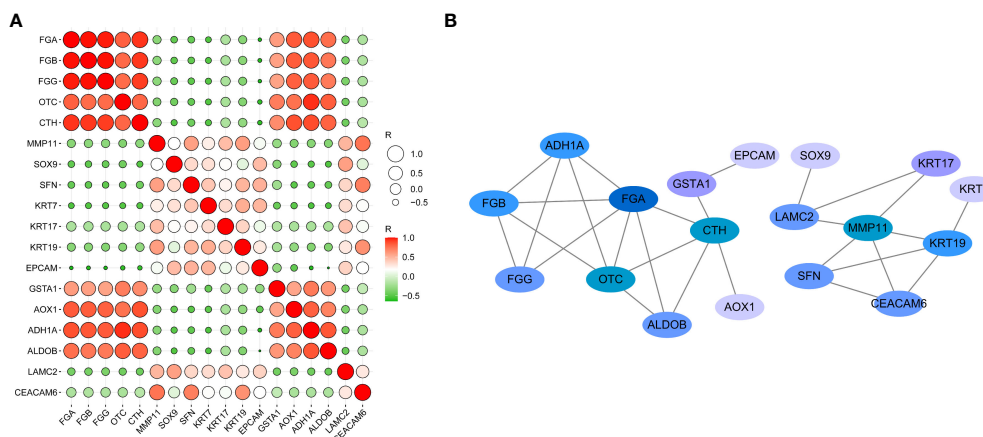 A
FGA
FGB
FGG
OTC
CTH
MMP11
SOX9
SFN
KRT7
KRT17
KRT19
EPCAM
GSTA1
AOX1
ADH1A
ALDOB
LAMC2
CEACAM6
FGA
FGB
FGG
OTC
CTH
MMP11
SOX9
SFN
KRT7
KRT17
KRT19
EPCAM
GSTA1
AOX1
ADH1A
ALDOB
LAMC2
CEACAM6
R
1.0
0.5
0.0
−0.5
R
1.0
0.5
0.0
−0.5
B
ADH1A
EPCAM
GSTA1
FGB
FGA
CTH
FGG
OTC
AOX1
ALDOB
SOX9
KRT17
KRT
LAMC2
MMP11
KRT19
SFN
CEACAM6